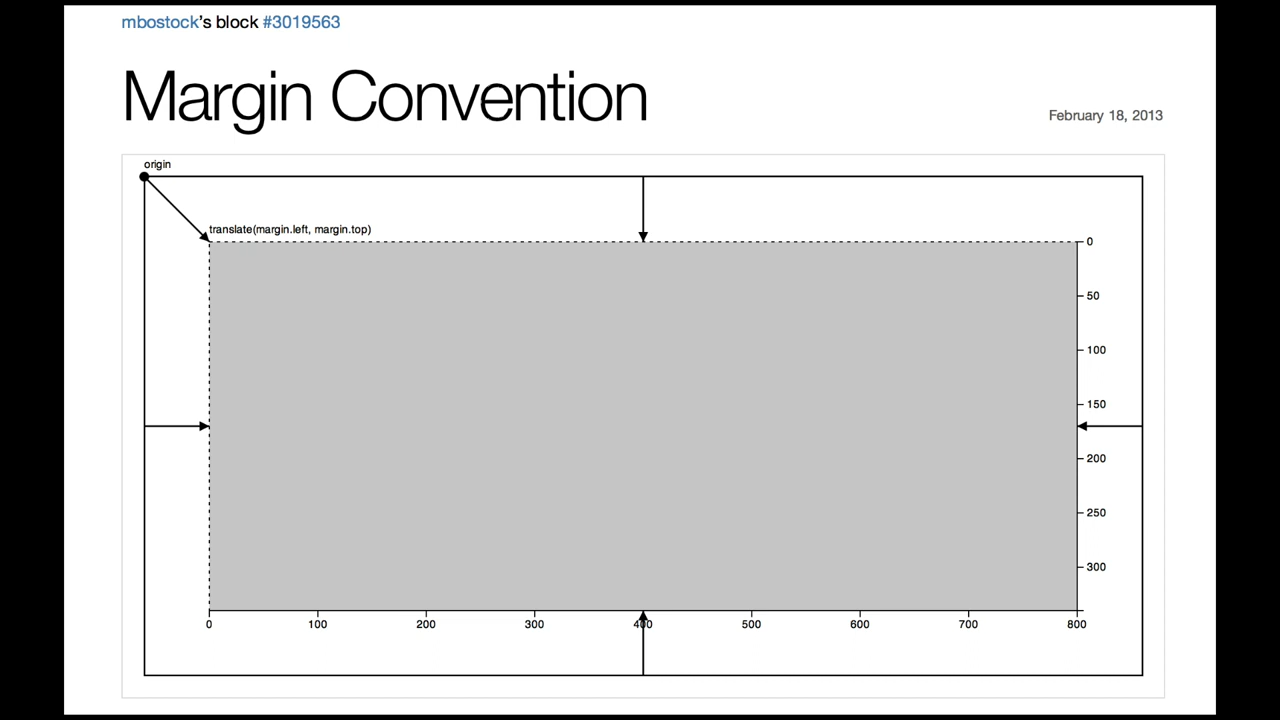 mbostock’s block #3019563
Margin Convention
February 18, 2013
origin
translate(margin.left, margin.top)
0
50
100
150
200
250
300
0 100 200 300 400 500 600 700 800